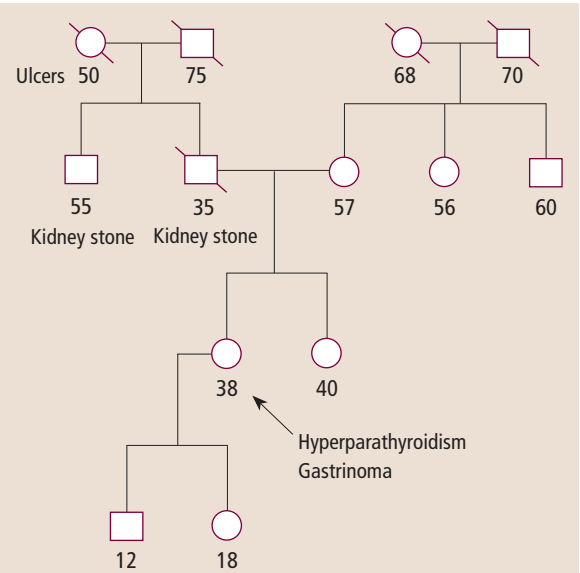 Ulcers 50 75 68 70
55 35 57 56 60
Kidney stone Kidney stone
38 40
Hyperparathyroidism
Gastrinoma
12 18